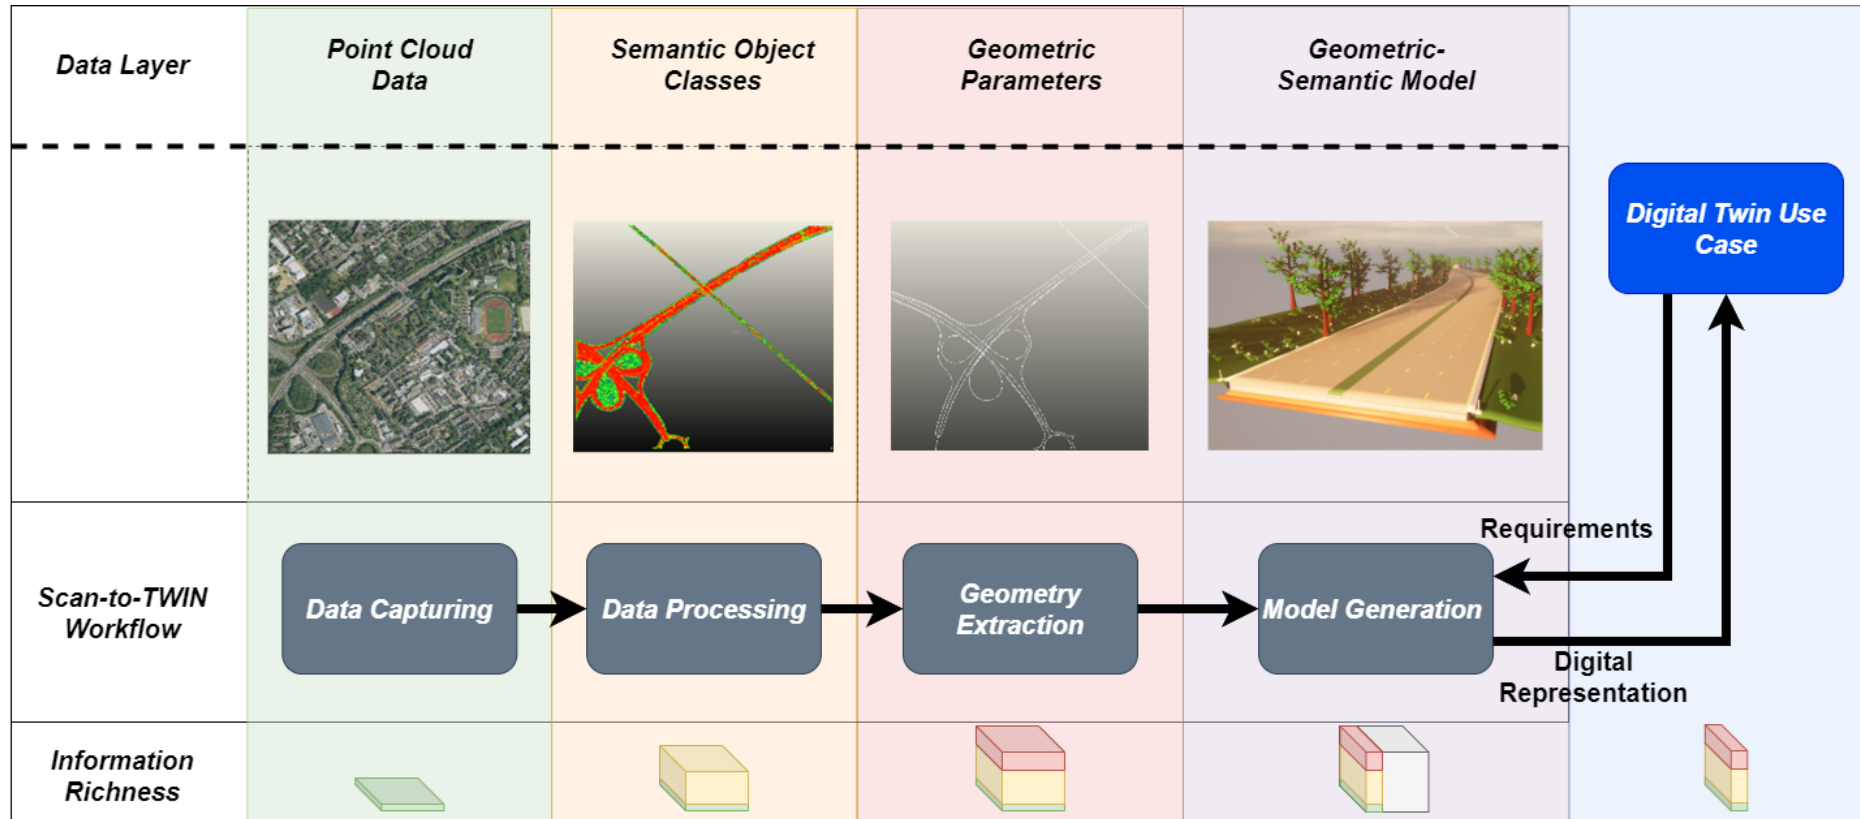 Data Layer
Point Cloud
Data
Semantic Object
Classes
Geometric
Parameters
Geometric-
Semantic Model
Digital Twin Use
Case
Scan-to-TWIN
Workflow
Data Capturing
Data Processing
Geometry
Extraction
Model Generation
Requirements
Digital
Representation
Information
Richness